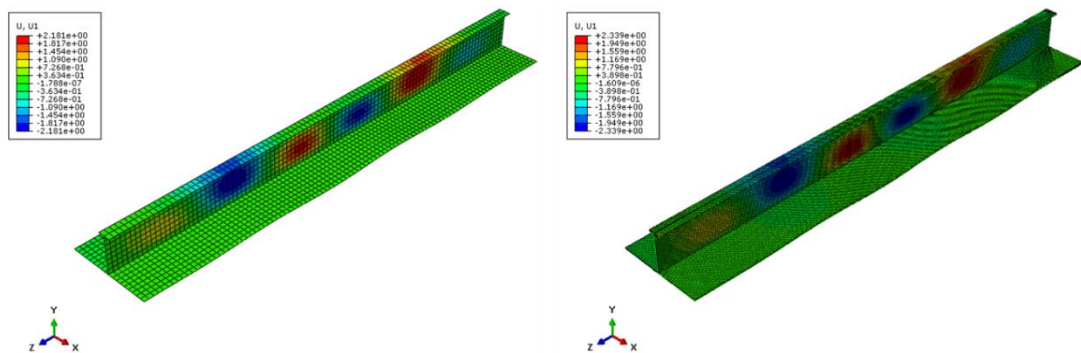 U, U1
+2.181e+00
+1.817e+00
+1.454e+00
+1.090e+00
+7.268e-01
+3.634e-01
-1.788e-07
-3.634e-01
-7.268e-01
-1.090e+00
-1.454e+00
-1.817e+00
-2.181e+00
Y
Z
X
U, U1
+2.339e+00
+1.949e+00
+1.559e+00
+1.169e+00
+7.796e-01
+3.898e-01
-1.609e-06
-3.898e-01
-7.796e-01
-1.169e+00
-1.559e+00
-1.949e+00
-2.339e+00
Y
Z
X